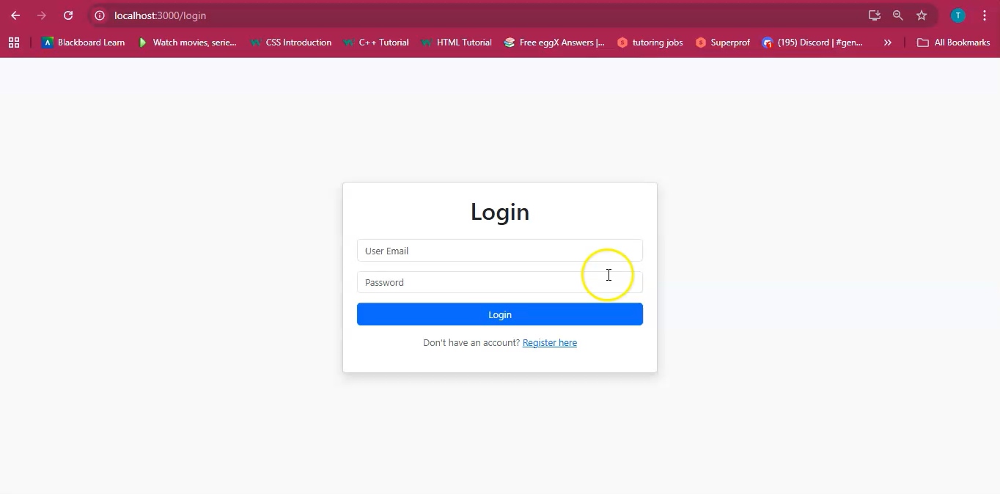 localhost:3000/login
T
Blackboard Learn
Watch movies, serie...
CSS Introduction
C++ Tutorial
HTML Tutorial
Free eggX Answers |...
tutoring jobs
Superprof
(195) Discord | #gen...
All Bookmarks
Login
User Email
Password
Login
Don't have an account? Register here